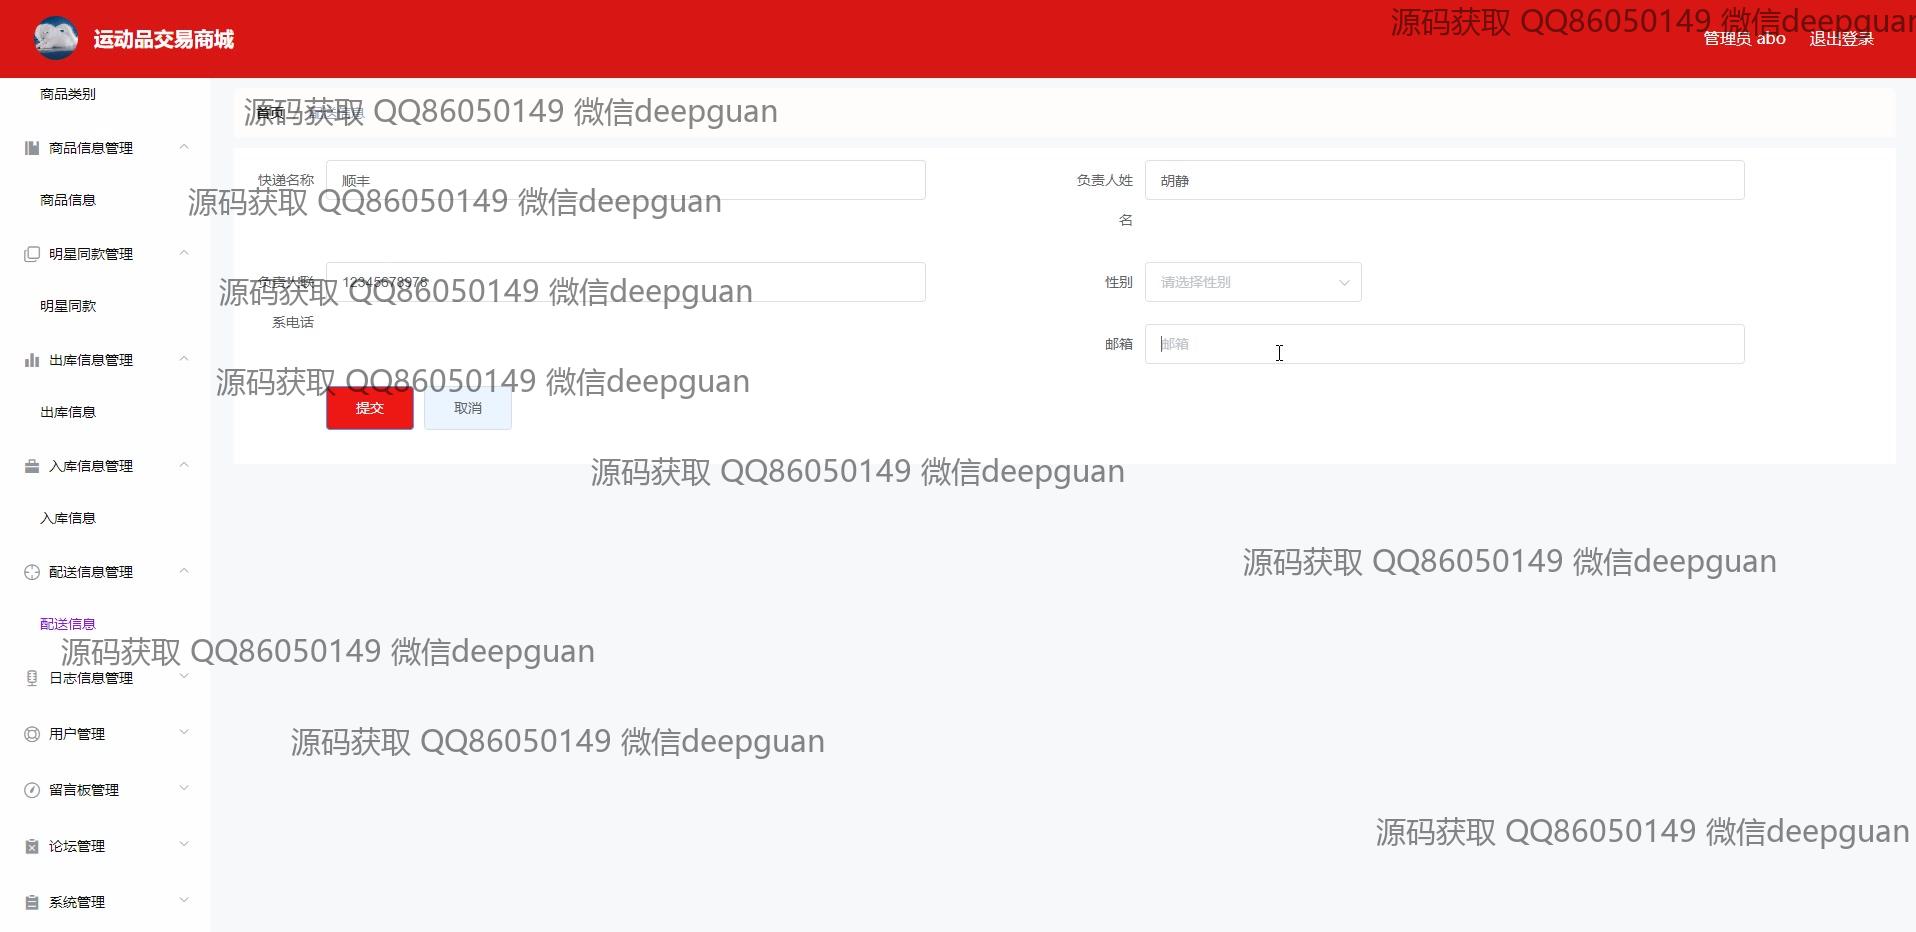 运动品交易商城
源码获取 QQ86050149 微信deepguan
管理员 abo
退出登录
商品类别
商品信息管理
商品信息
明星同款管理
明星同款
出库信息管理
出库信息
入库信息管理
入库信息
配送信息管理
配送信息
日志信息管理
用户管理
留言板管理
论坛管理
系统管理
首页
配送信息
源码获取 QQ86050149 微信deepguan
快递名称
顺丰
负责人姓
名
胡静
源码获取 QQ86050149 微信deepguan
负责人联
系电话
12345678978
性别
请选择性别
源码获取 QQ86050149 微信deepguan
邮箱
邮箱
源码获取 QQ86050149 微信deepguan
提交
取消
源码获取 QQ86050149 微信deepguan
源码获取 QQ86050149 微信deepguan
源码获取 QQ86050149 微信deepguan
源码获取 QQ86050149 微信deepguan
源码获取 QQ86050149 微信deepguan